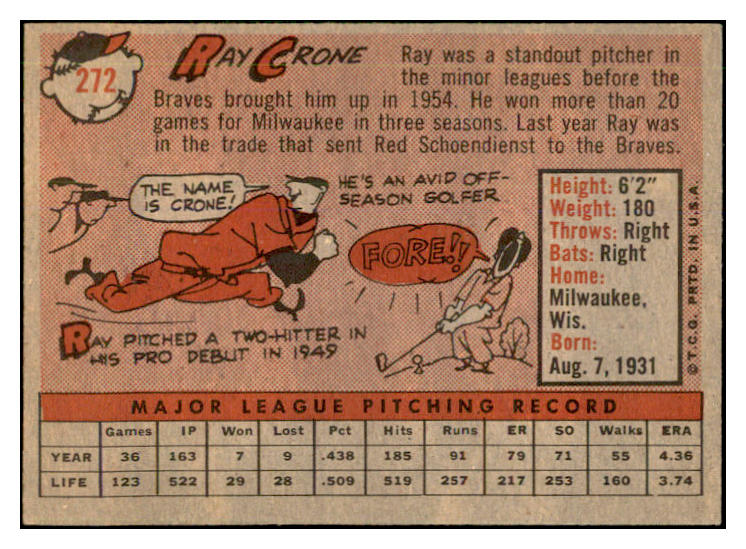 272
RAY CRONE
Ray was a standout pitcher in
the minor leagues before the
Braves brought him up in 1954. He won more than 20
games for Milwaukee in three seasons. Last year Ray was
in the trade that sent Red Schoendienst to the Braves.
THE NAME
IS CRONE!
HE'S AN AVID OFF-
SEASON GOLFER
FORE!!
RAY PITCHED A TWO-HITTER IN
HIS PRO DEBUT IN 1949
Height: 6'2"
Weight: 180
Throws: Right
Bats: Right
Home:
Milwaukee,
Wis.
Born:
Aug. 7, 1931
© T.C.G. PRTD. IN U.S.A.
MAJOR LEAGUE PITCHING RECORD
Games IP Won Lost Pct Hits Runs ER SO Walks ERA
YEAR 36 163 7 9 .438 185 91 79 71 55 4.36
LIFE 123 522 29 28 .509 519 257 217 253 160 3.74